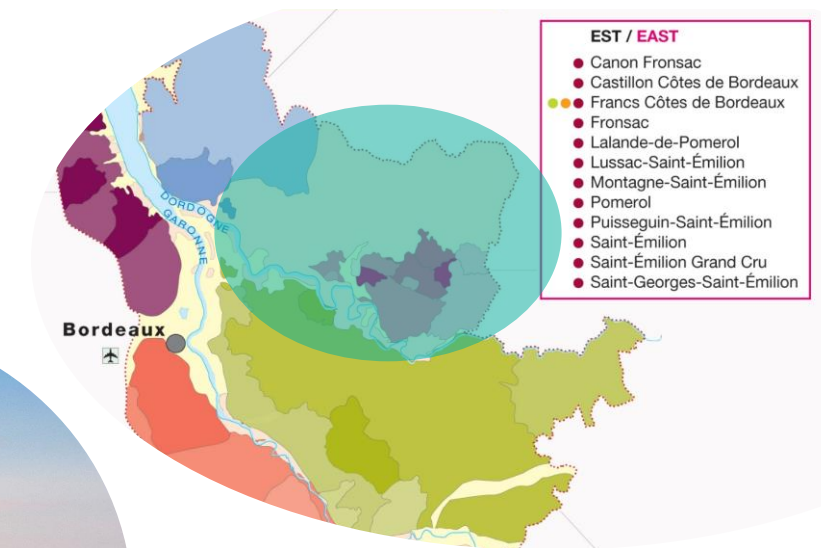 EST / EAST
Canon Fronsac
Castillon Côtes de Bordeaux
Francs Côtes de Bordeaux
Fronsac
Lalande-de-Pomerol
Lussac-Saint-Émilion
Montagne-Saint-Émilion
Pomerol
Puisseguin-Saint-Émilion
Saint-Émilion
Saint-Émilion Grand Cru
Saint-Georges-Saint-Émilion
DORDOGNE
GARONNE
Bordeaux